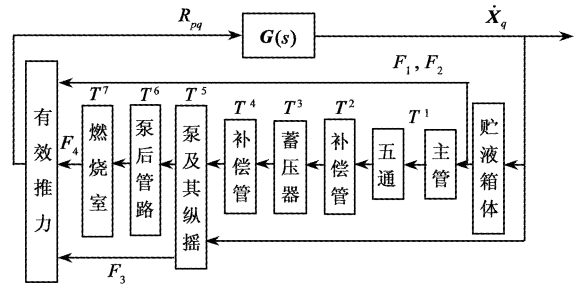 R_{pq}
G(s)
Ẋ_q
F_1, F_2
T^7
T^6
T^5
T^4
T^3
T^2
T^1
有效推力
F_4
燃烧室
泵后管路
泵及其纵摇
补偿管
蓄压器
补偿管
五通
主管
贮液箱体
F_3